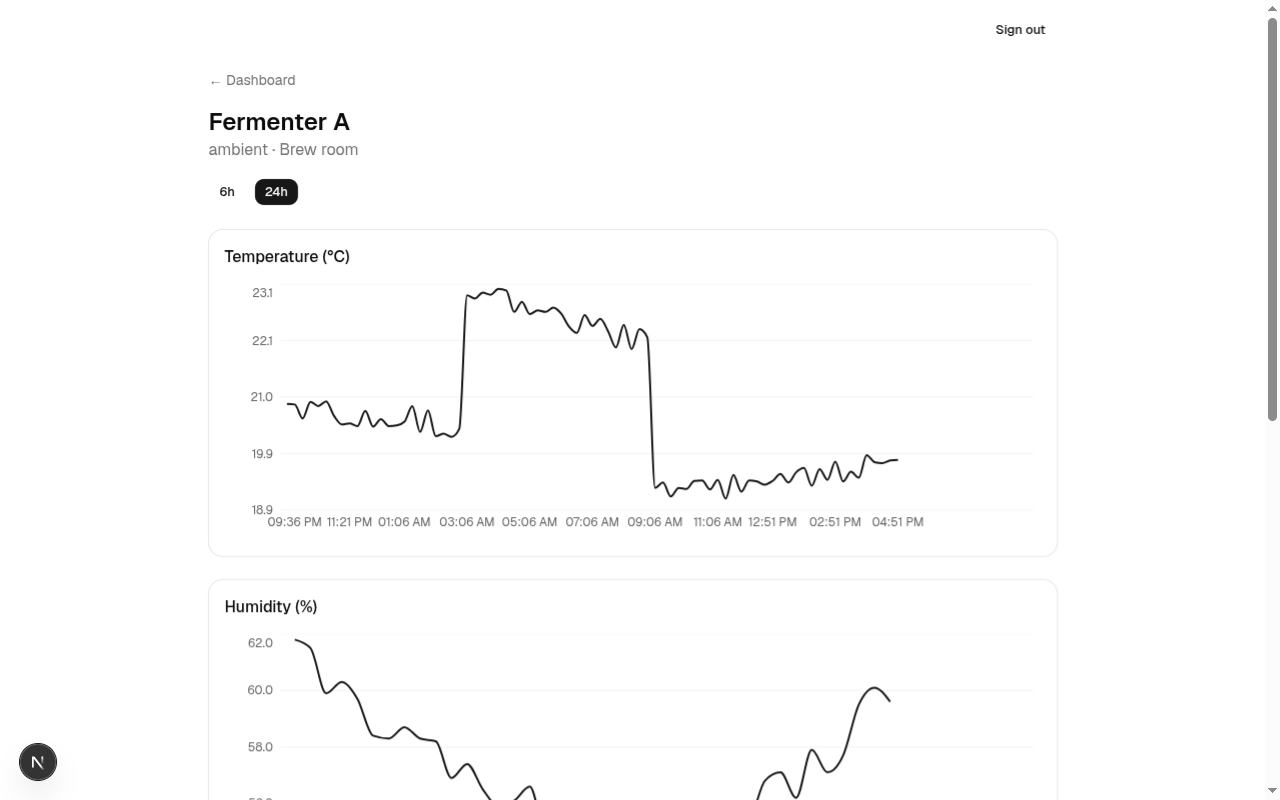 Sign out
← Dashboard
Fermenter A
ambient · Brew room
6h
24h
Temperature (°C)
23.1
22.1
21.0
19.9
18.9
09:36 PM 11:21 PM 01:06 AM 03:06 AM 05:06 AM 07:06 AM 09:06 AM 11:06 AM 12:51 PM 02:51 PM 04:51 PM
Humidity (%)
62.0
60.0
58.0
N